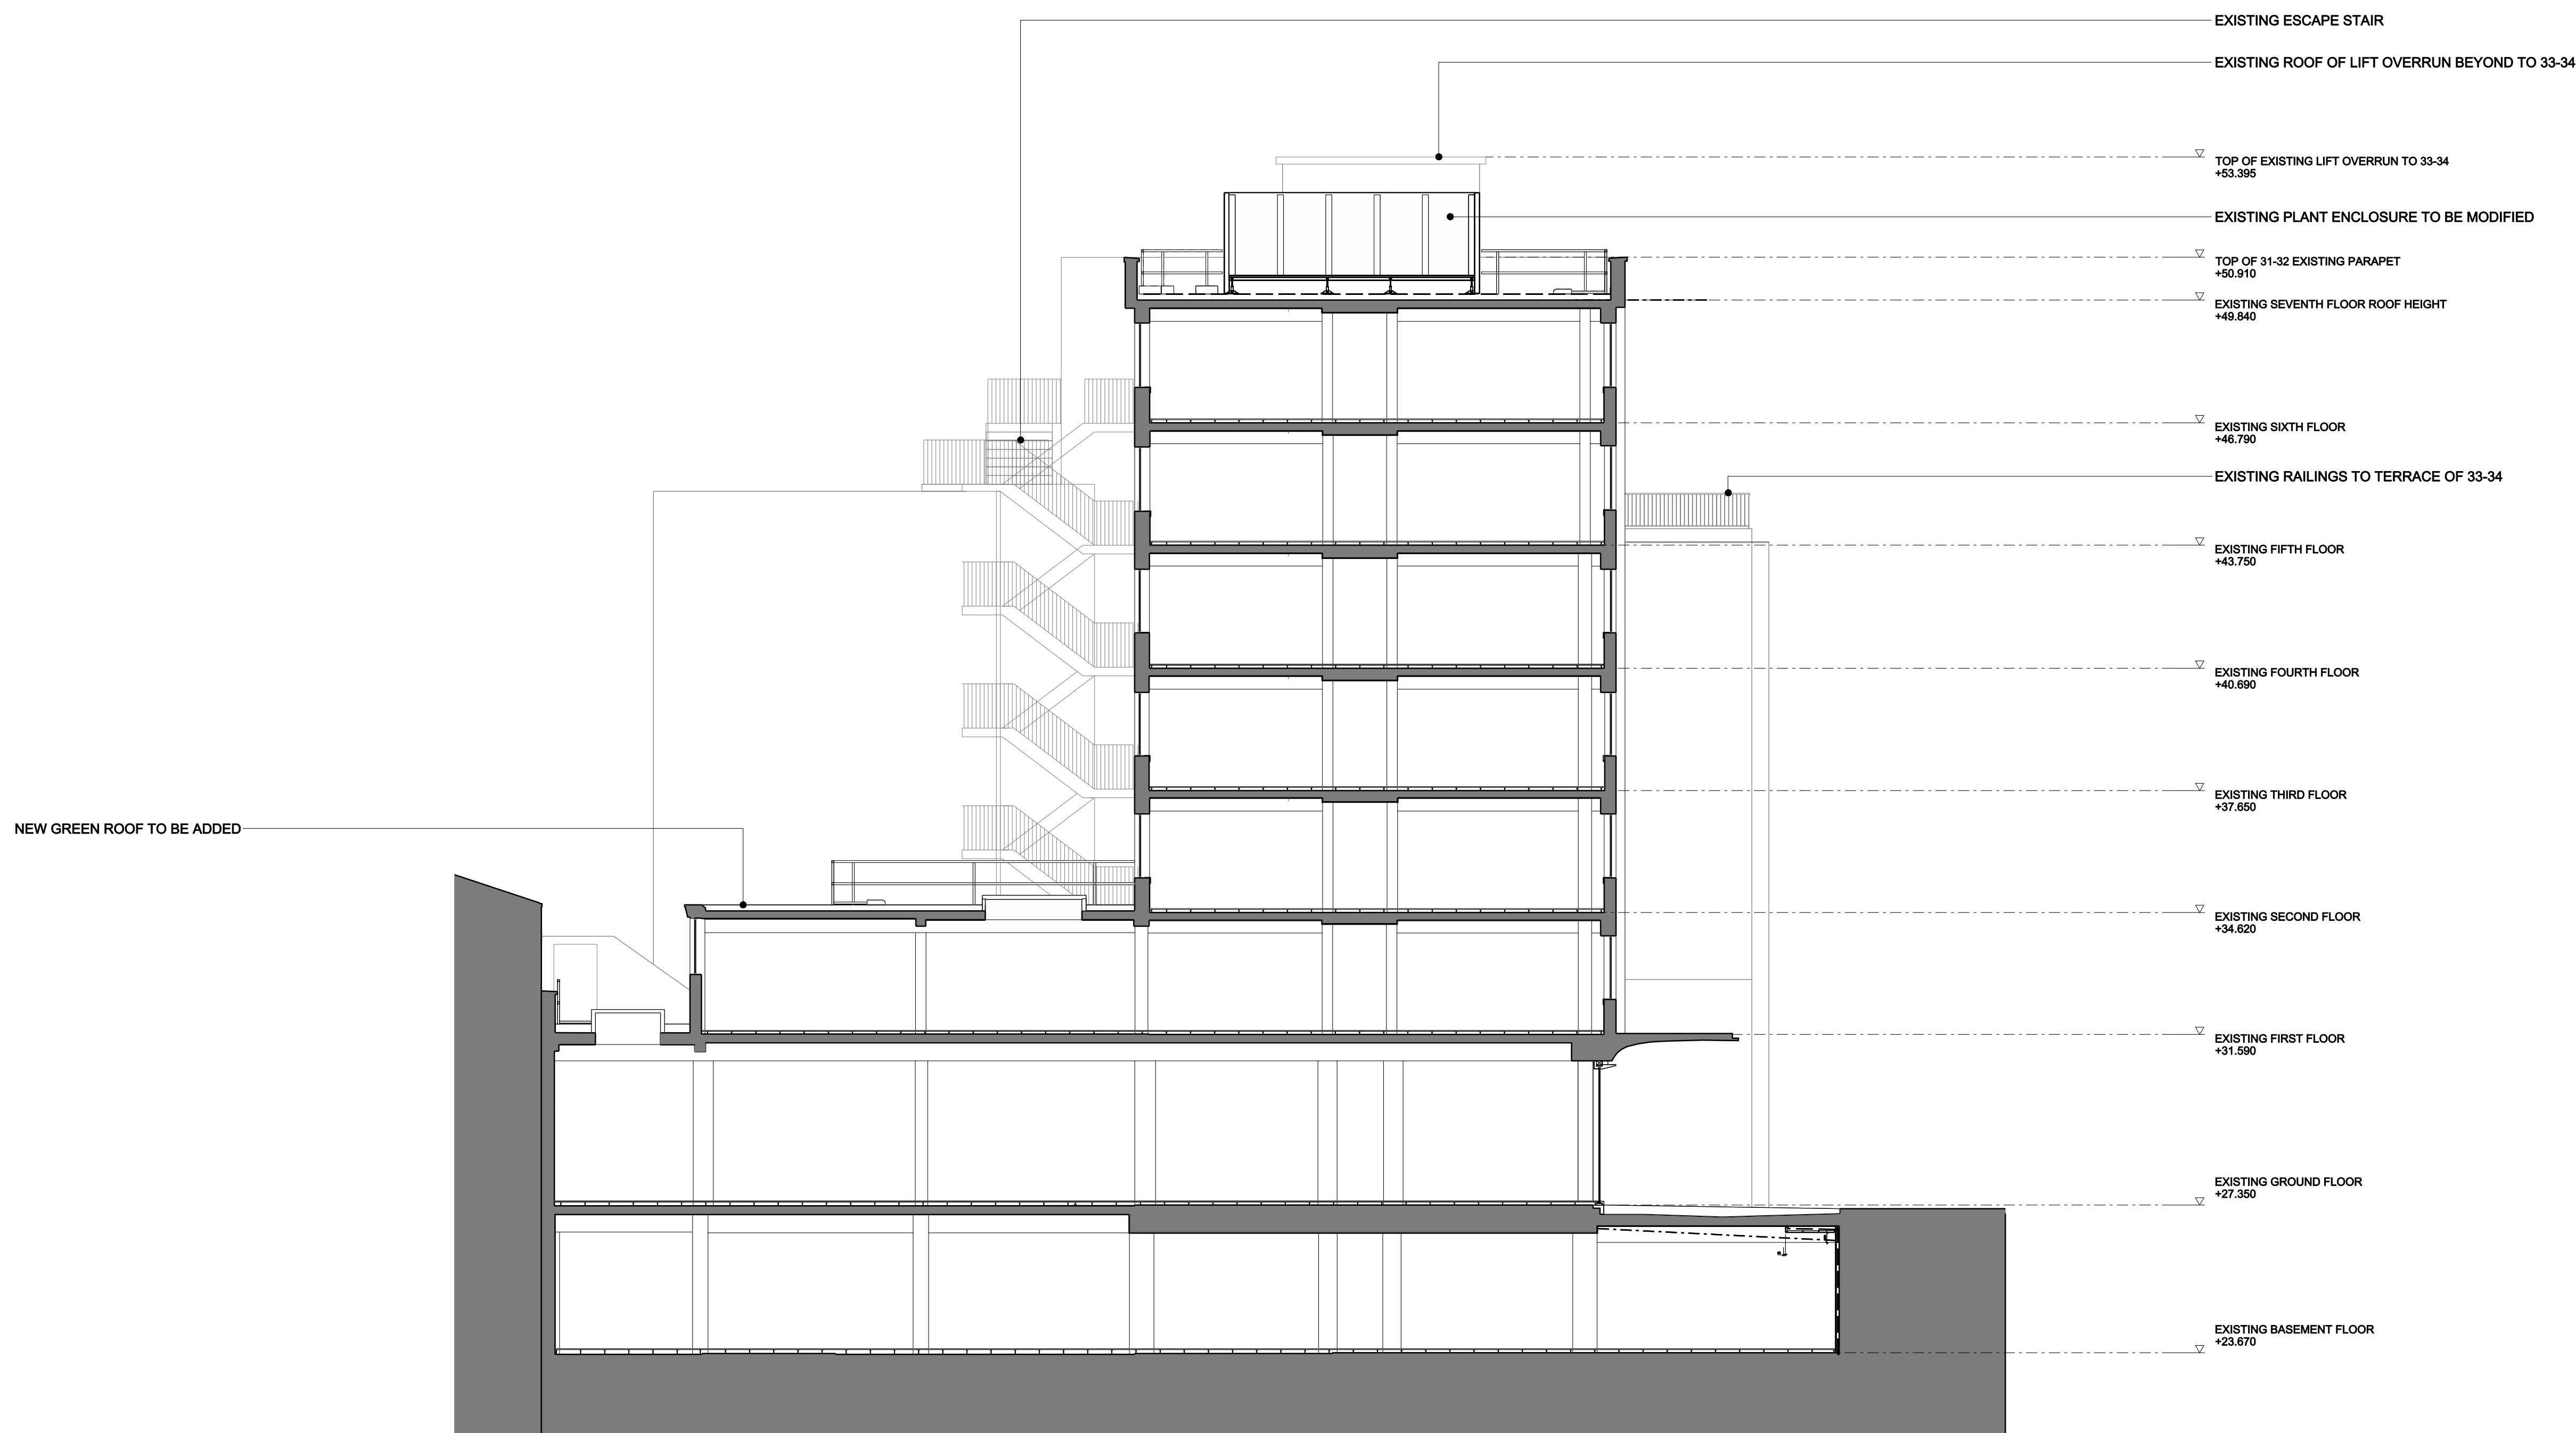 EXISTING ESCAPE STAIR
EXISTING ROOF OF LIFT OVERRUN BEYOND TO 33-34
TOP OF EXISTING LIFT OVERRUN TO 33-34
+53.395
EXISTING PLANT ENCLOSURE TO BE MODIFIED
TOP OF 31-32 EXISTING PARAPET
+50.910
EXISTING SEVENTH FLOOR ROOF HEIGHT
+49.840
EXISTING SIXTH FLOOR
+46.790
EXISTING RAILINGS TO TERRACE OF 33-34
EXISTING FIFTH FLOOR
+43.750
EXISTING FOURTH FLOOR
+40.690
EXISTING THIRD FLOOR
+37.650
NEW GREEN ROOF TO BE ADDED
EXISTING SECOND FLOOR
+34.620
EXISTING FIRST FLOOR
+31.590
EXISTING GROUND FLOOR
+27.350
EXISTING BASEMENT FLOOR
+23.670